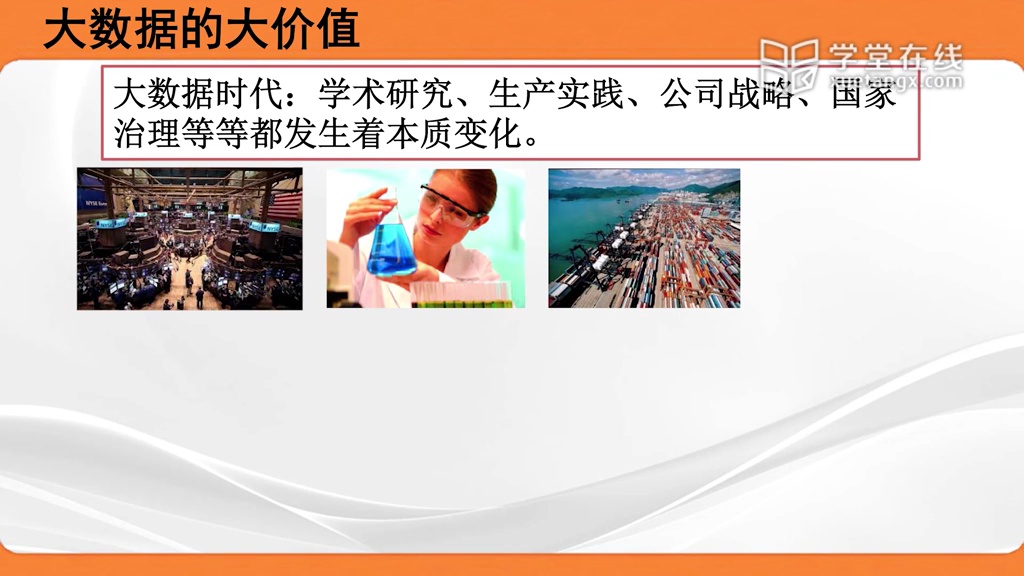 大数据的大价值
学堂在线
xuetangx.com
大数据时代：学术研究、生产实践、公司战略、国家
治理等等都发生着本质变化。